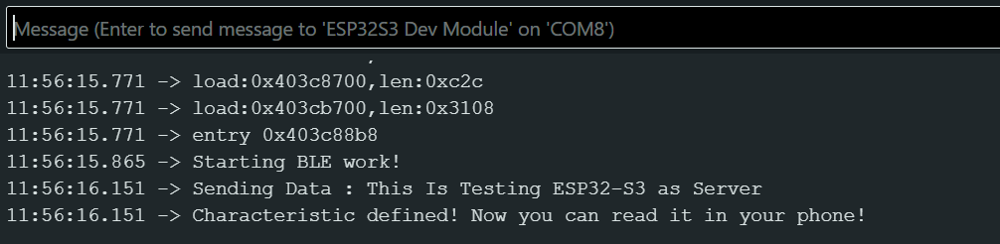 Message (Enter to send message to 'ESP32S3 Dev Module' on 'COM8')
11:56:15.771 -> load:0x403c8700,len:0xc2c
11:56:15.771 -> load:0x403cb700,len:0x3108
11:56:15.771 -> entry 0x403c88b8
11:56:15.865 -> Starting BLE work!
11:56:16.151 -> Sending Data : This Is Testing ESP32-S3 as Server
11:56:16.151 -> Characteristic defined! Now you can read it in your phone!